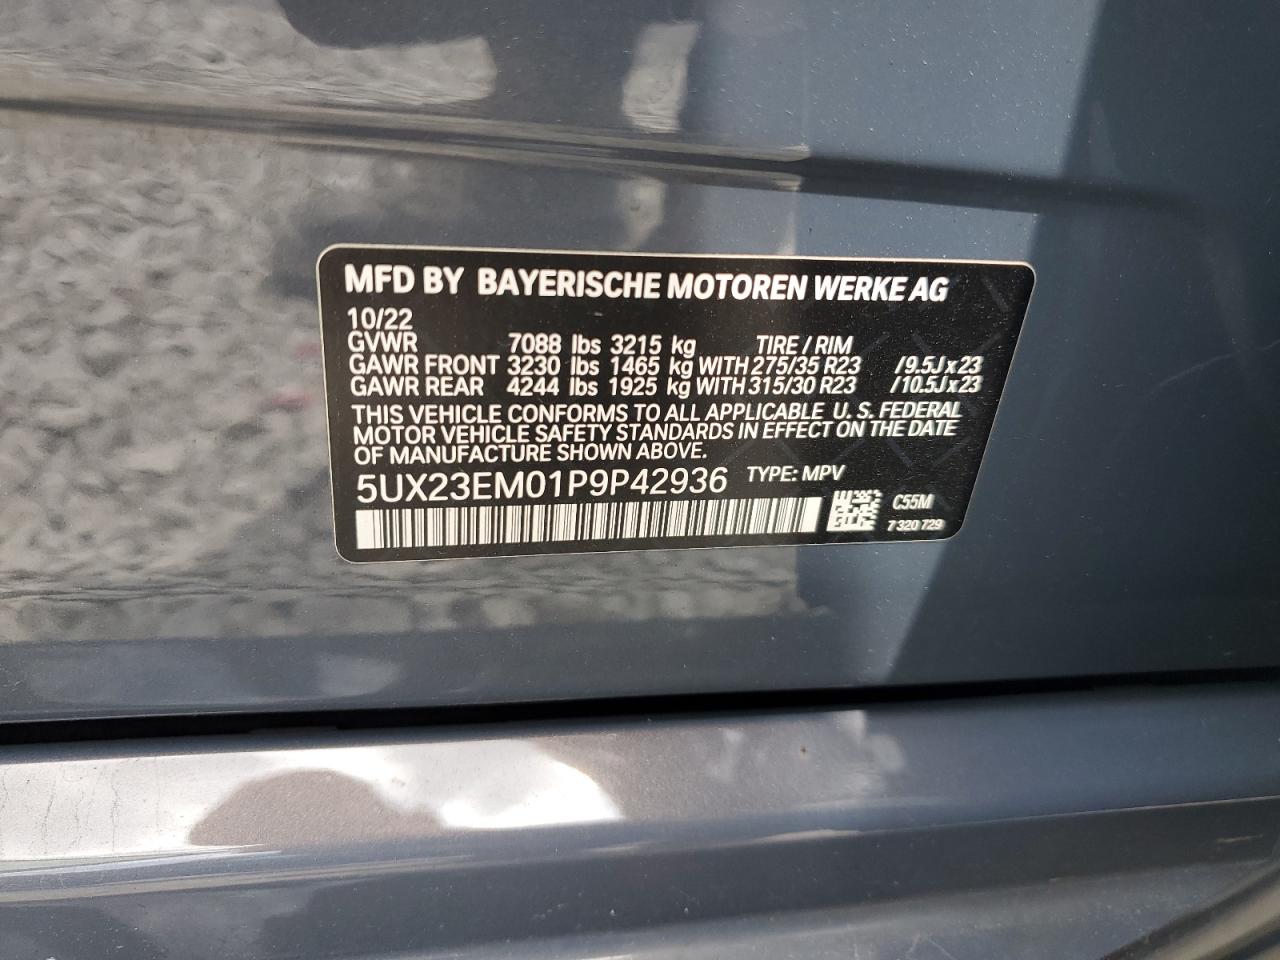 MFD BY BAYERISCHE MOTOREN WERKE AG
10/22
GVWR 7088 lbs 3215 kg TIRE / RIM
GAWR FRONT 3230 lbs 1465 kg WITH 275/35 R23 / 9.5J x 23
GAWR REAR 4244 lbs 1925 kg WITH 315/30 R23 / 10.5J x 23
THIS VEHICLE CONFORMS TO ALL APPLICABLE U. S. FEDERAL
MOTOR VEHICLE SAFETY STANDARDS IN EFFECT ON THE DATE
OF MANUFACTURE SHOWN ABOVE.
5UX23EM01P9P42936 TYPE: MPV
C55M
7 320 729